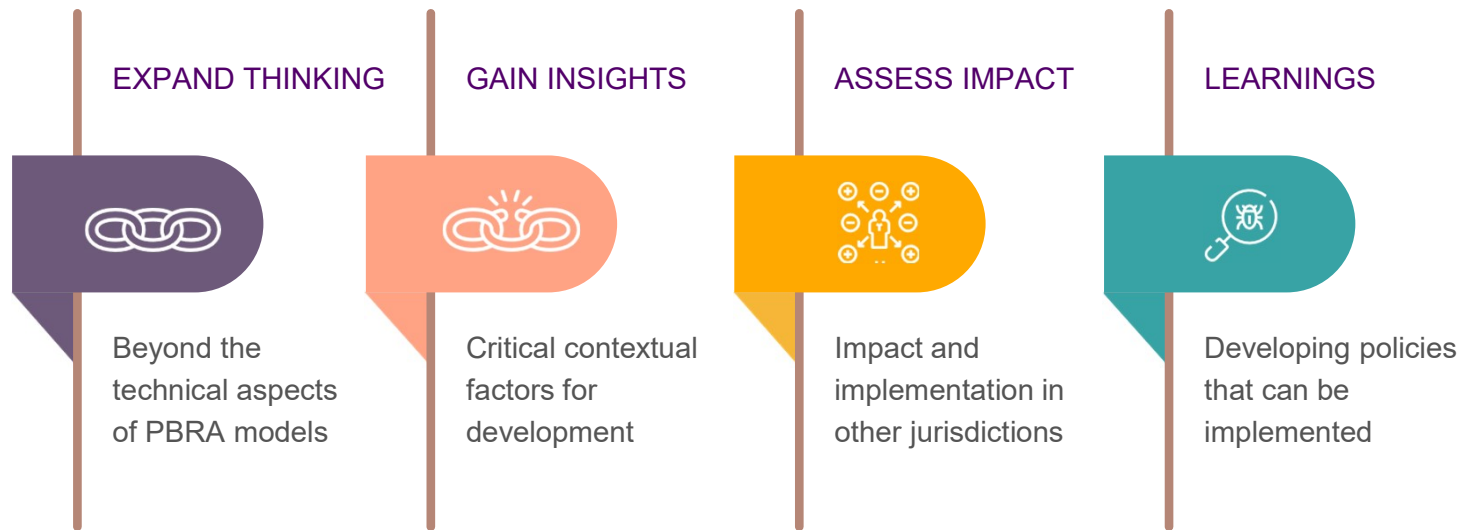 EXPAND THINKING
Beyond the
technical aspects
of PBRA models
GAIN INSIGHTS
Critical contextual
factors for
development
ASSESS IMPACT
Impact and
implementation in
other jurisdictions
LEARNINGS
Developing policies
that can be
implemented